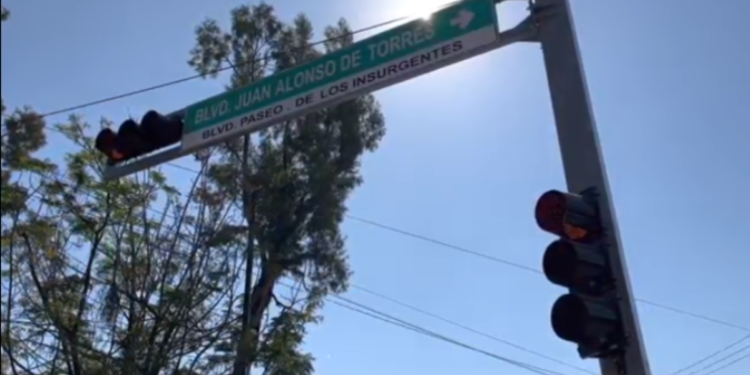 BLVD. JUAN ALONSO DE TORRES
BLVD. PASEO . DE LOS INSURGENTES